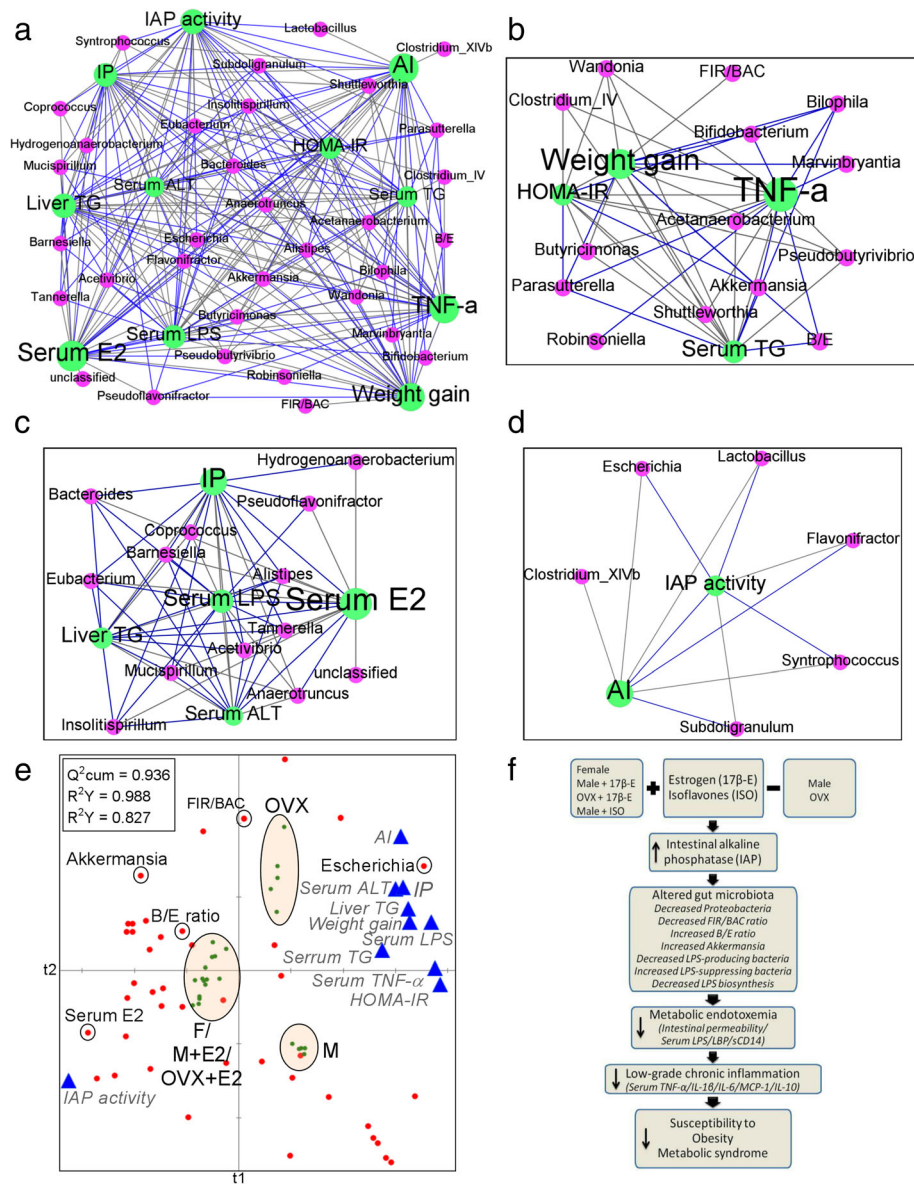 a
IAP activity
Lactobacillus
Syntrophococcus
Clostridium_XIVb
Subdoligranulum
AI
IP
Shuttleworthia
Coprococcus
Insolitispirillum
Eubacterium
Parasutterella
Hydrogenoanaerobacterium
HOMA-IR
Mucispirillum
Bacteroides
Clostridium_IV
Serum ALT
Serum TG
Liver TG
Anaerotruncus
Acetanaerobacterium
Barnesiella
Escherichia
B/E
Alistipes
Flavonifractor
Bilophila
Acetivibrio
Akkermansia
Tannerella
Wandonia
TNF-a
Butyricimonas
Serum LPS
Marvinbryantia
Serum E2
Pseudobutyrivibrio
Bifidobacterium
unclassified
Robinsoniella
Pseudoflavonifractor
Weight gain
FIR/BAC
b
Wandonia
FIR/BAC
Clostridium_IV
Bilophila
Bifidobacterium
Weight gain
Marvinbryantia
HOMA-IR
TNF-a
Acetanaerobacterium
Butyricimonas
Pseudobutyrivibrio
Parasutterella
Akkermansia
Shuttleworthia
Robinsoniella
Serum TG
B/E
c
Hydrogenoanaerobacterium
IP
Bacteroides
Pseudoflavonifractor
Coprococcus
Barnesiella
Eubacterium
Alistipes
Serum LPS
Serum E2
Liver TG
Tannerella
Acetivibrio
Mucispirillum
unclassified
Anaerotruncus
Insolitispirillum
Serum ALT
d
Escherichia
Lactobacillus
Flavonifractor
Clostridium_XIVb
IAP activity
Syntrophococcus
AI
Subdoligranulum
e
Q²cum = 0.936
R²Y = 0.988
R²Y = 0.827
FIR/BAC
OVX
AI
Akkermansia
Escherichia
Serum ALT
IP
Liver TG
B/E ratio
Weight gain
Serum LPS
Serrum TG
t2
Serum TNF-α
HOMA-IR
Serum E2
F/
M+E2/
OVX+E2
M
IAP activity
t1
f
Female
Male + 17β-E
OVX + 17β-E
Male + ISO
Estrogen (17β-E)
Isoflavones (ISO)
Male
OVX
Intestinal alkaline
phosphatase (IAP)
Altered gut microbiota
Decreased Proteobacteria
Decreased FIR/BAC ratio
Increased B/E ratio
Increased Akkermansia
Decreased LPS-producing bacteria
Increased LPS-suppressing bacteria
Decreased LPS biosynthesis
Metabolic endotoxemia
(Intestinal permeability/
Serum LPS/LBP/sCD14)
Low-grade chronic inflammation
(Serum TNF-α/IL-1β/IL-6/MCP-1/IL-10)
Susceptibility to
Obesity
Metabolic syndrome